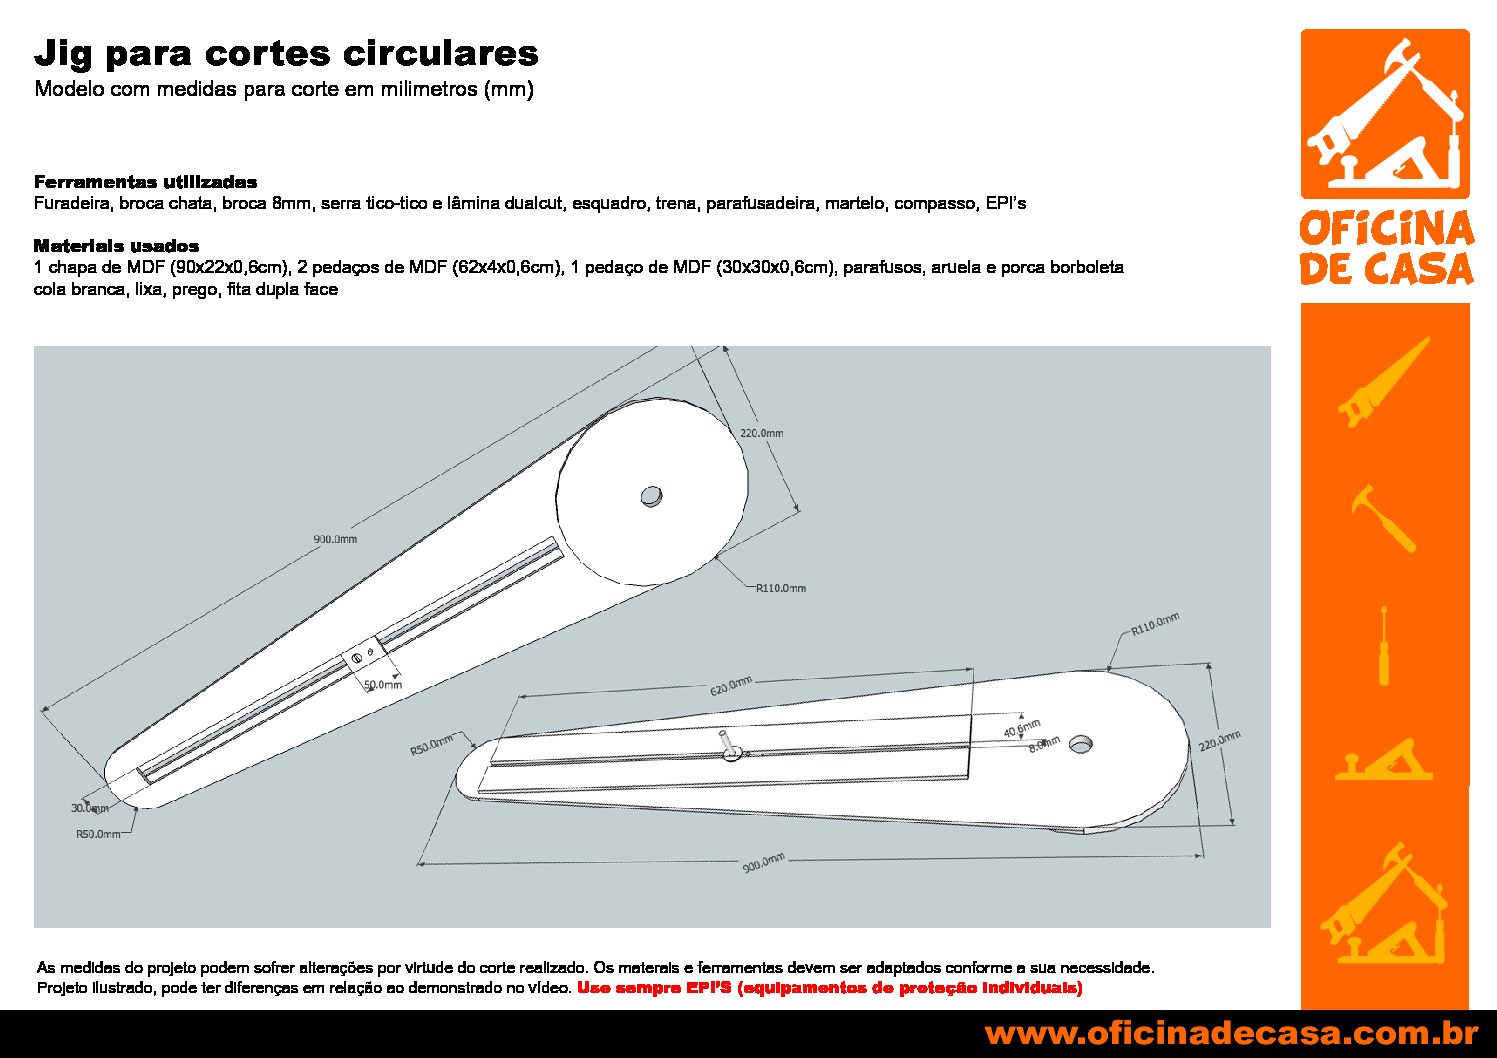 Jig para cortes circulares
Modelo com medidas para corte em milimetros (mm)
Ferramentas utilizadas
Furadeira, broca chata, broca 8mm, serra tico-tico e lâmina dualcut, esquadro, trena, parafusadeira, martelo, compasso, EPI's
Materiais usados
1 chapa de MDF (90x22x0,6cm), 2 pedaços de MDF (62x4x0,6cm), 1 pedaço de MDF (30x30x0,6cm), parafusos, aruela e porca borboleta
cola branca, lixa, prego, fita dupla face
OFiCiNA
DE CASA
220.0mm
900.0mm
R110.0mm
50.0mm
30.0mm
R50.0mm
R110.0mm
620.0mm
40.6mm
8.0mm
220.0mm
R50.0mm
900.0mm
As medidas do projeto podem sofrer alterações por virtude do corte realizado. Os materais e ferramentas devem ser adaptados conforme a sua necessidade.
Projeto ilustrado, pode ter diferenças em relação ao demonstrado no vídeo. Use sempre EPI'S (equipamentos de proteção individuais)
www.oficinadecasa.com.br